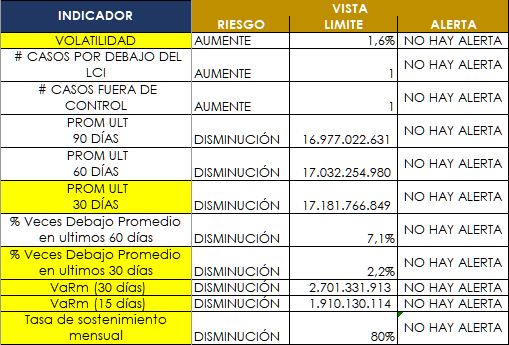 INDICADOR
VISTA
RIESGO LIMITE ALERTA
VOLATILIDAD AUMENTE 1,6% NO HAY ALERTA
# CASOS POR DEBAJO DEL
LCI AUMENTE 1 NO HAY ALERTA
# CASOS FUERA DE
CONTROL AUMENTE 1 NO HAY ALERTA
PROM ULT
90 DÍAS DISMINUCIÓN 16.977.022.631 NO HAY ALERTA
PROM ULT
60 DÍAS DISMINUCIÓN 17.032.254.980 NO HAY ALERTA
PROM ULT
30 DÍAS DISMINUCIÓN 17.181.766.849 NO HAY ALERTA
% Veces Debajo Promedio
en ultimos 60 días DISMINUCIÓN 7,1% NO HAY ALERTA
% Veces Debajo Promedio
en ultimos 30 días DISMINUCIÓN 2,2% NO HAY ALERTA
VaRm (30 días) DISMINUCIÓN 2.701.331.913 NO HAY ALERTA
VaRm (15 días) DISMINUCIÓN 1.910.130.114 NO HAY ALERTA
Tasa de sostenimiento
mensual DISMINUCIÓN 80% NO HAY ALERTA